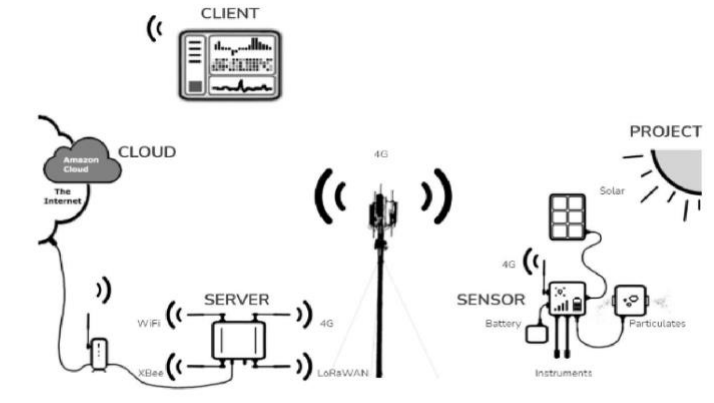 CLIENT
PROJECT
CLOUD
Amazon
Cloud
4G
The
Internet
Solar
4G
SERVER
SENSOR
WiFi
4G
Battery
Particulates
XBee
LoRaWAN
Instruments